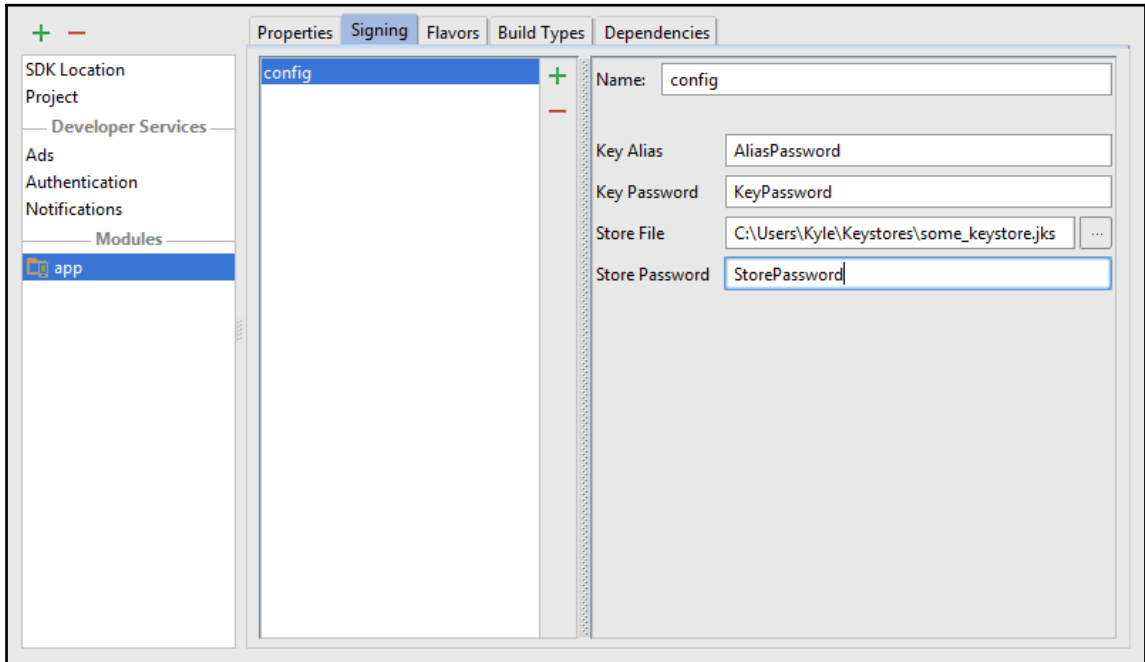 Properties Signing Flavors Build Types Dependencies
SDK Location
Project
Developer Services
Ads
Authentication
Notifications
Modules
app
config
Name: config
Key Alias AliasPassword
Key Password KeyPassword
Store File C:\Users\Kyle\Keystores\some_keystore.jks ...
Store Password StorePassword